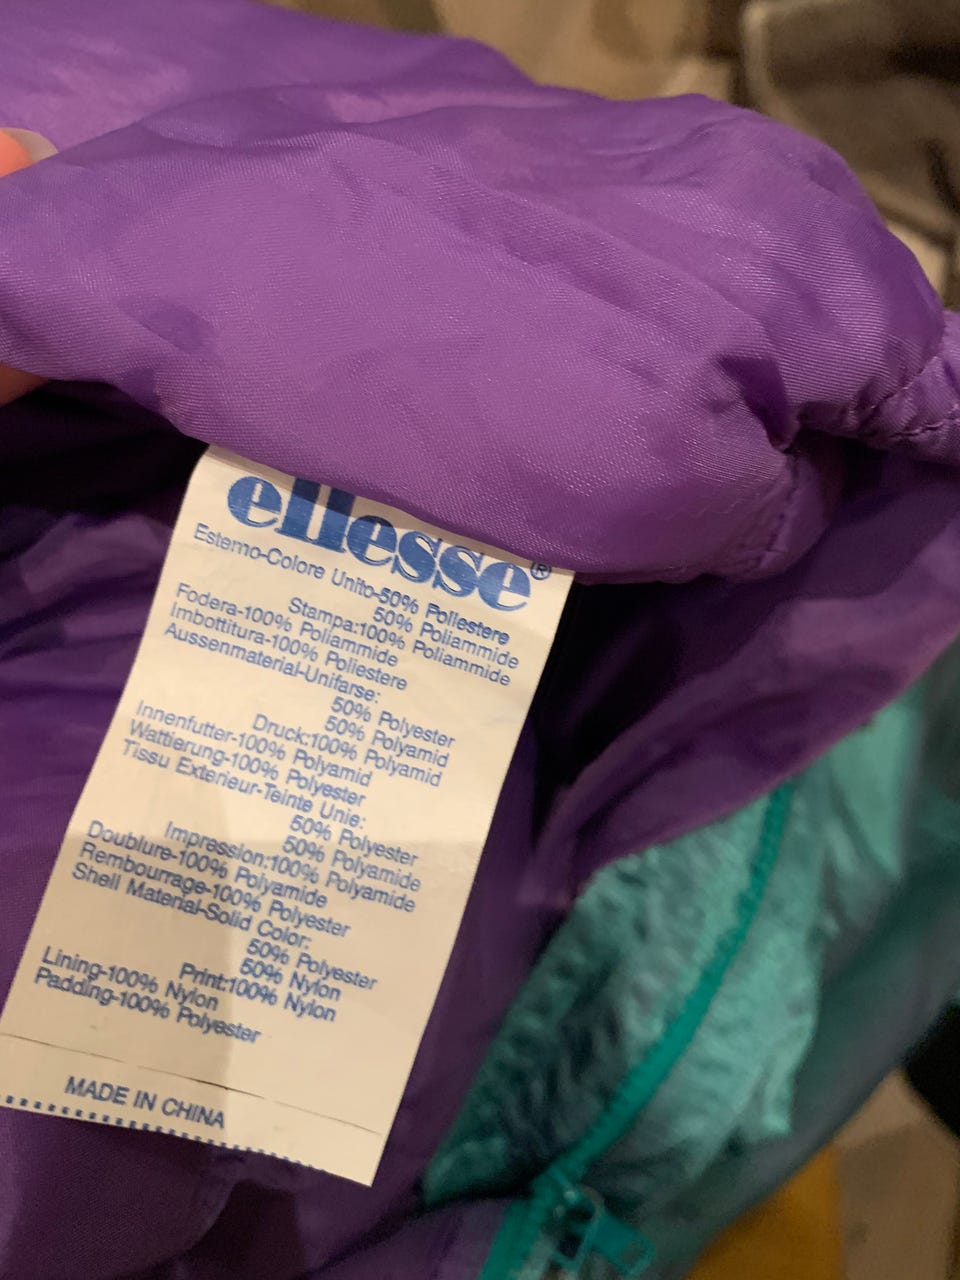 ellesse®
Esterno-Colore Unito-50% Poliestere
50% Poliammide
Stampa:100% Poliammide
Fodera-100% Poliammide
Imbottitura-100% Poliestere
Aussenmaterial-Unifarse:
50% Polyester
50% Polyamid
Druck:100% Polyamid
Innenfutter-100% Polyamid
Wattierung-100% Polyester
Tissu Exterieur-Teinte Unie:
50% Polyester
50% Polyamide
Impression:100% Polyamide
Doublure-100% Polyamide
Rembourrage-100% Polyester
Shell Material-Solid Color:
50% Polyester
50% Nylon
Print:100% Nylon
Lining-100% Nylon
Padding-100% Polyester
MADE IN CHINA